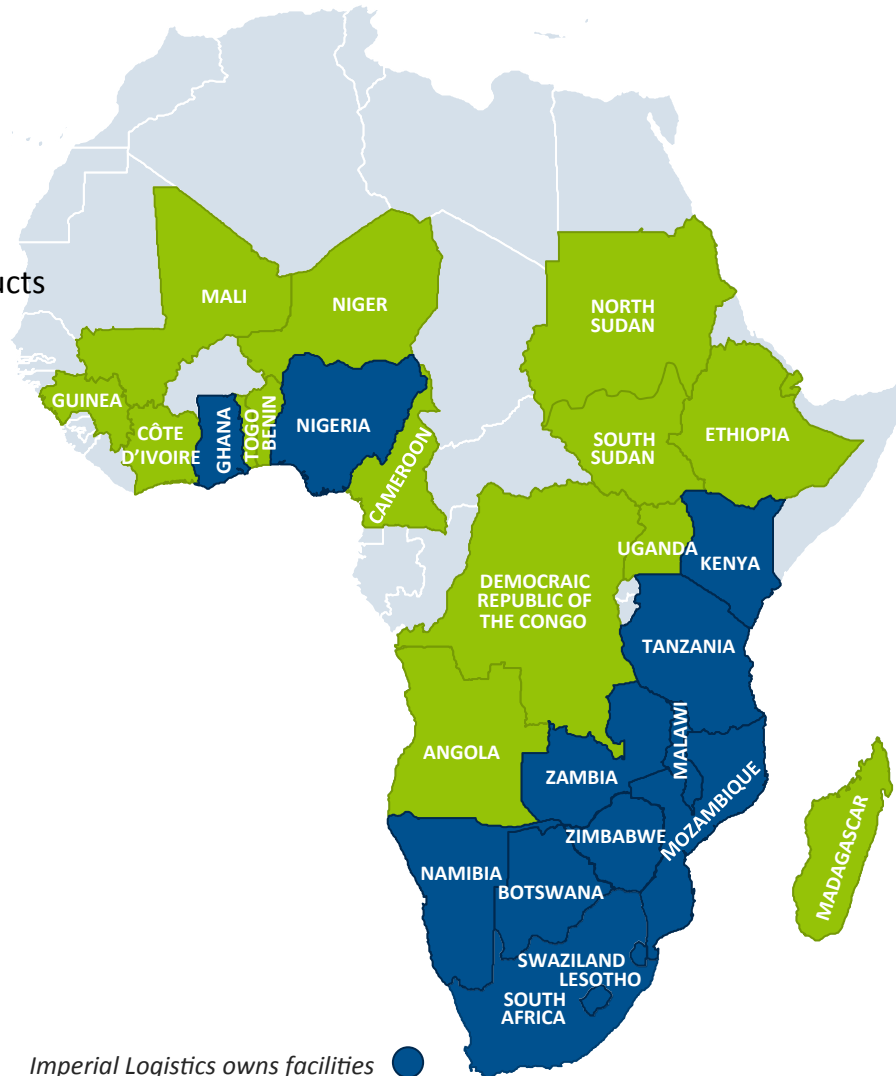 ucts
MALI
NIGER
NORTH
SUDAN
GUINEA
CÔTE
D'IVOIRE
GHANA
TOGO
BENIN
NIGERIA
CAMEROON
SOUTH
SUDAN
ETHIOPIA
UGANDA
KENYA
DEMOCRAIC
REPUBLIC OF
THE CONGO
TANZANIA
ANGOLA
ZAMBIA
MALAWI
MOZAMBIQUE
ZIMBABWE
NAMIBIA
BOTSWANA
MADAGASCAR
SWAZILAND
LESOTHO
SOUTH
AFRICA
Imperial Logistics owns facilities